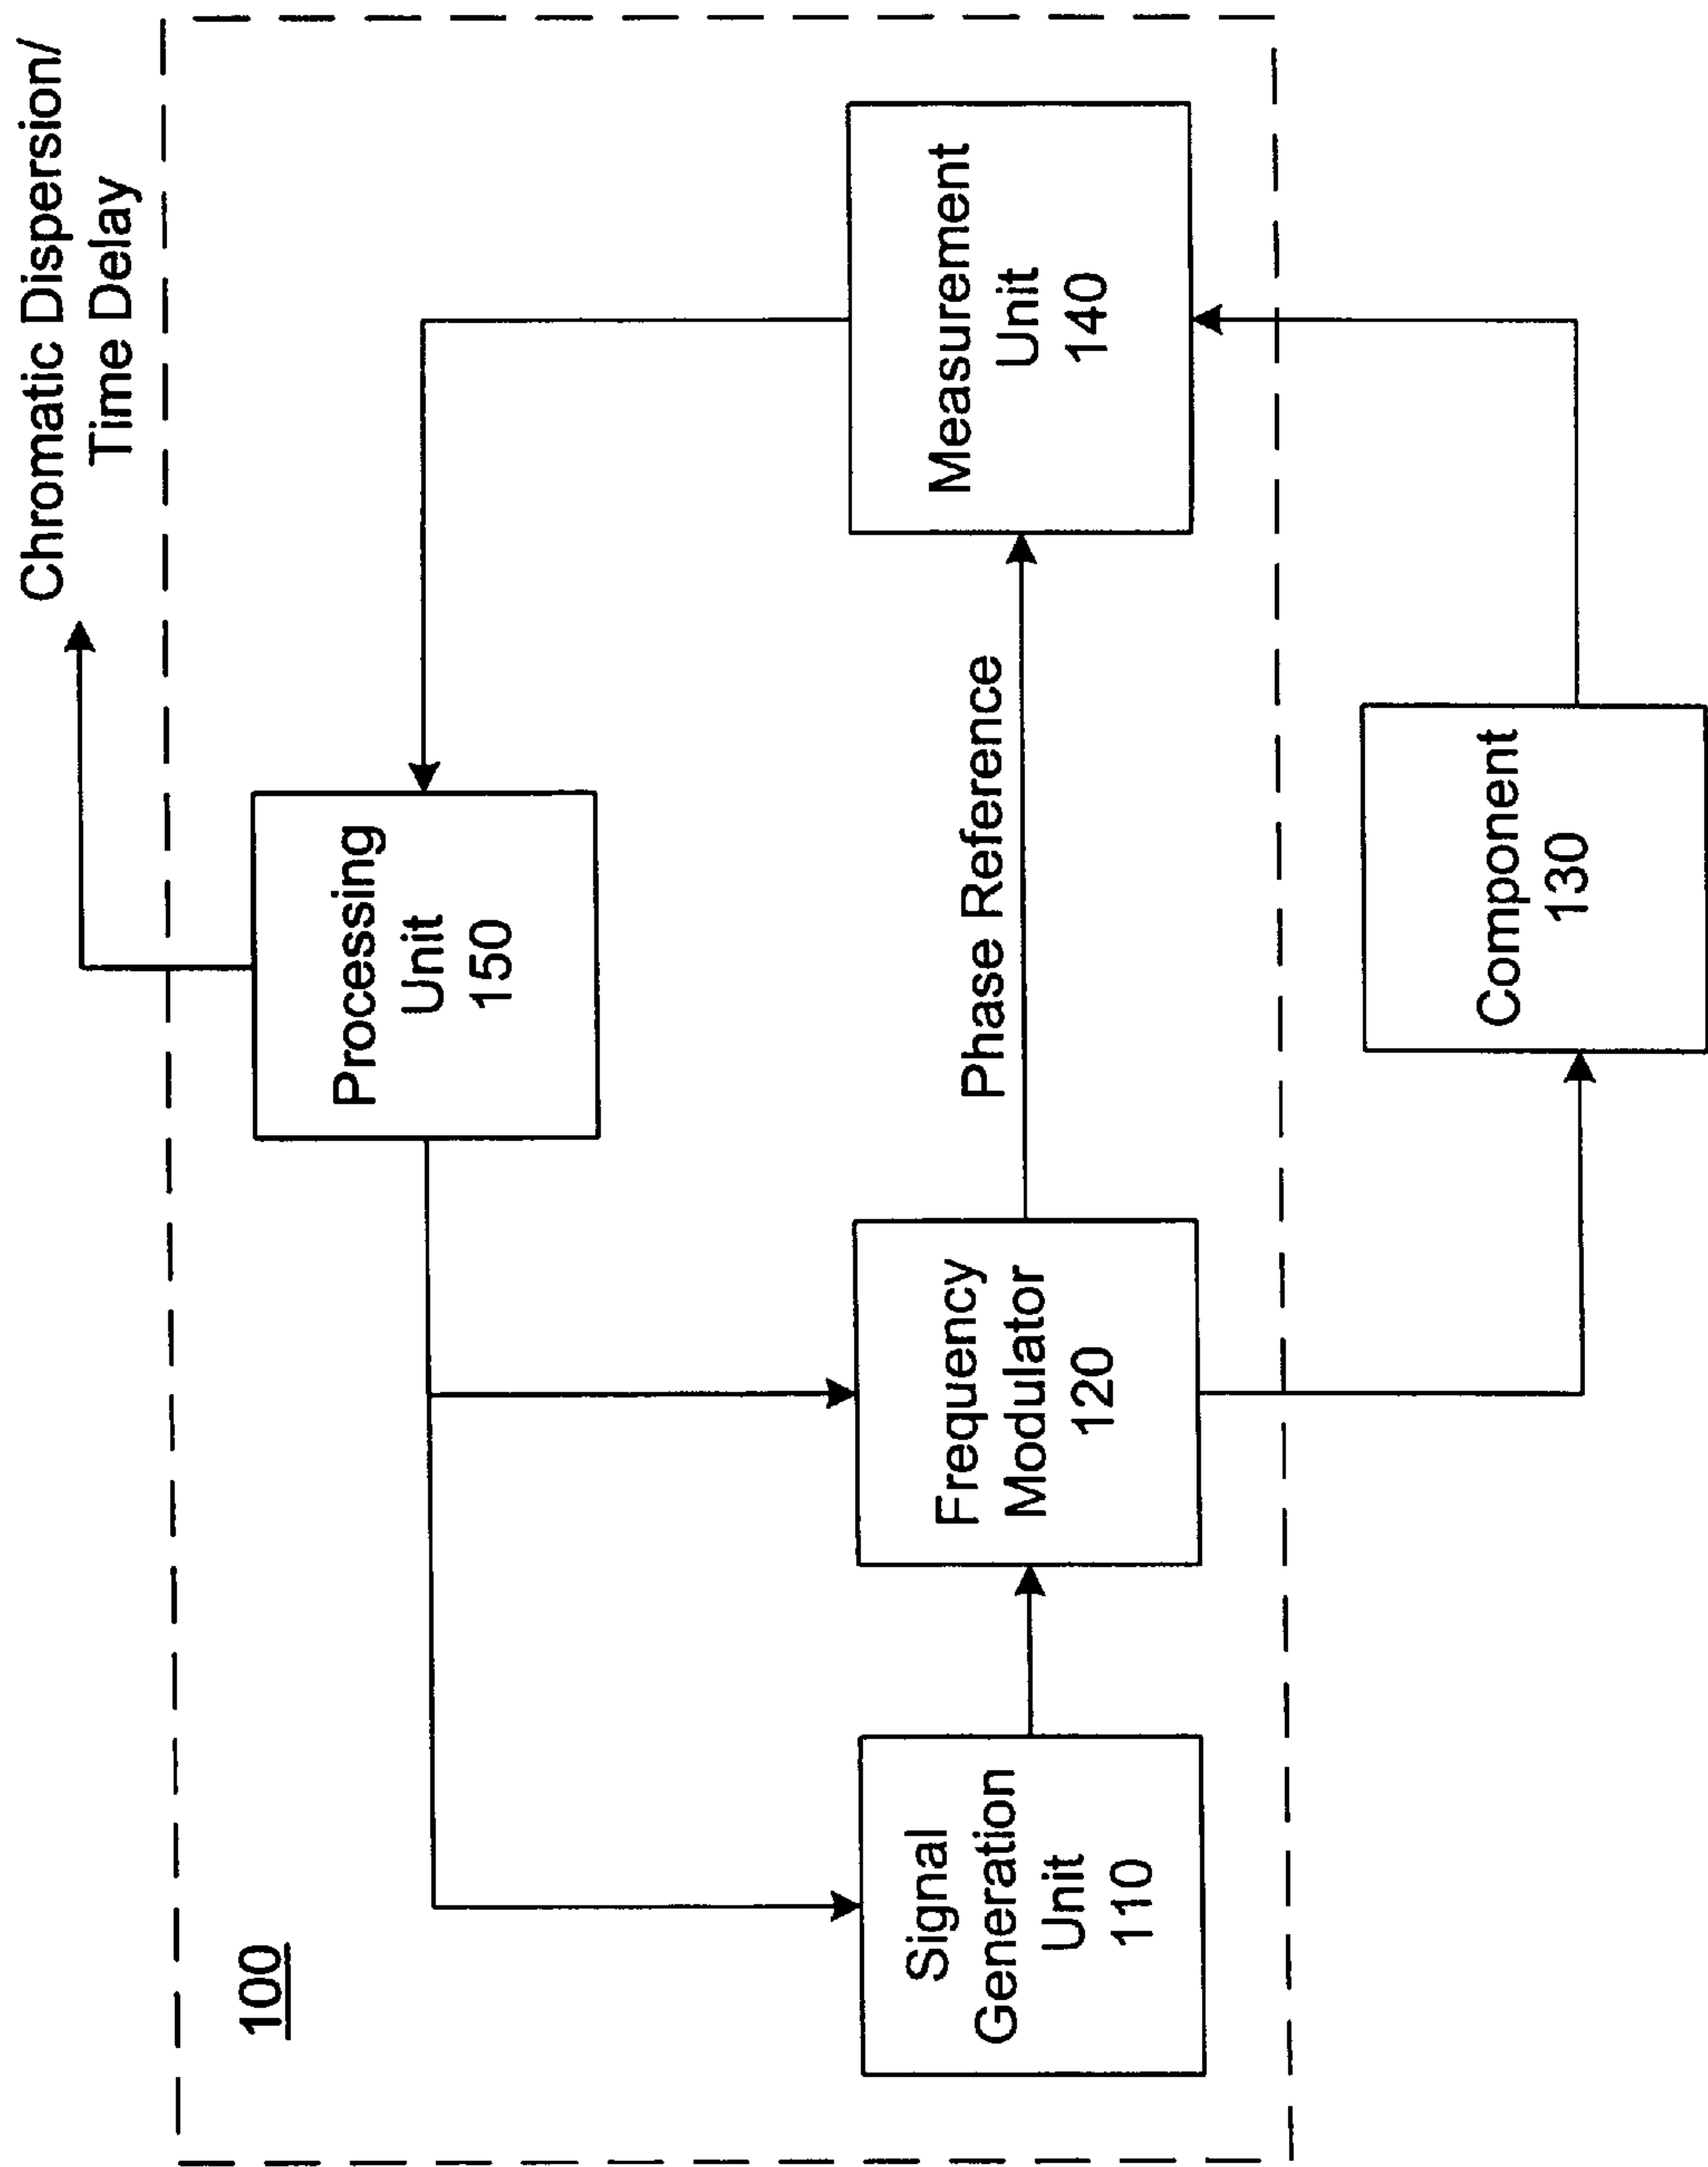 Chromatic Dispersion/
Time Delay
100
Processing
Unit
150
Signal
Generation
Unit
110
Frequency
Modulator
120
Phase Reference
Measurement
Unit
140
Component
130